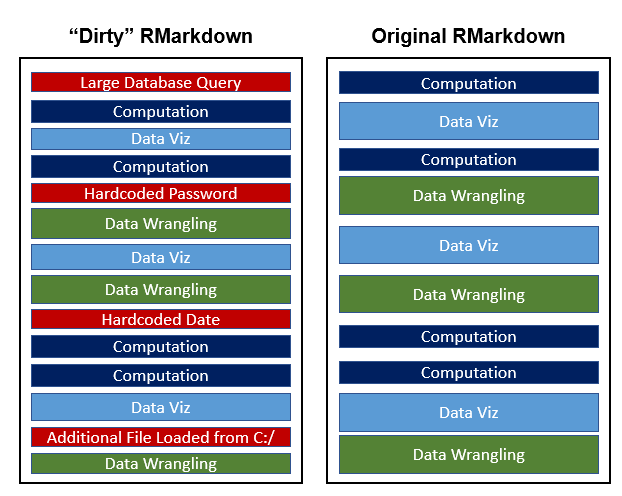 “Dirty” RMarkdown
Large Database Query
Computation
Data Viz
Computation
Hardcoded Password
Data Wrangling
Data Viz
Data Wrangling
Hardcoded Date
Computation
Computation
Data Viz
Additional File Loaded from C:/
Data Wrangling
Original RMarkdown
Computation
Data Viz
Computation
Data Wrangling
Data Viz
Data Wrangling
Computation
Computation
Data Viz
Data Wrangling